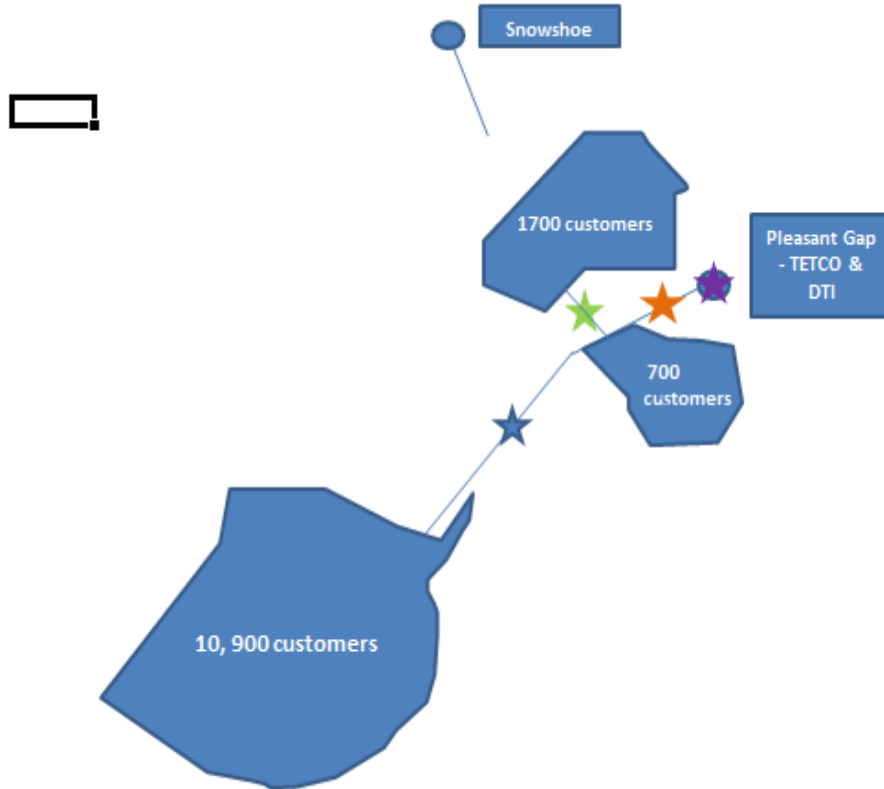 Snowshoe
1700 customers
Pleasant Gap
- TETCO &
DTI
700
customers
10, 900 customers